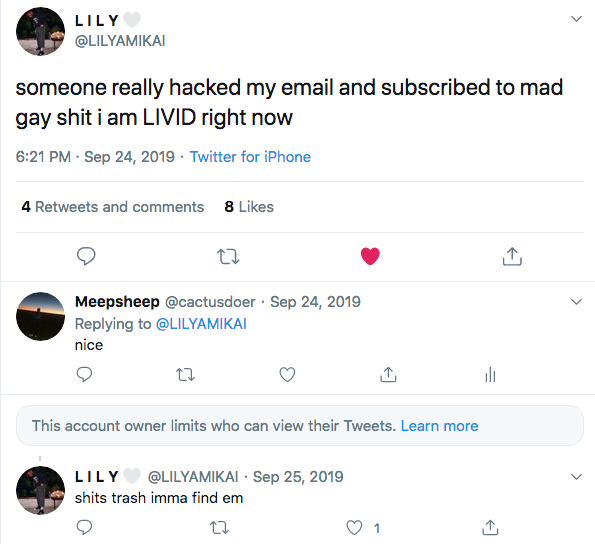 L I L Y 🤍
@LILYAMIKAI
someone really hacked my email and subscribed to mad
gay shit i am LIVID right now
6:21 PM · Sep 24, 2019 · Twitter for iPhone
4 Retweets and comments 8 Likes
Meepsheep @cactusdoer · Sep 24, 2019
Replying to @LILYAMIKAI
nice
This account owner limits who can view their Tweets. Learn more
L I L Y 🤍 @LILYAMIKAI · Sep 25, 2019
shits trash imma find em
1